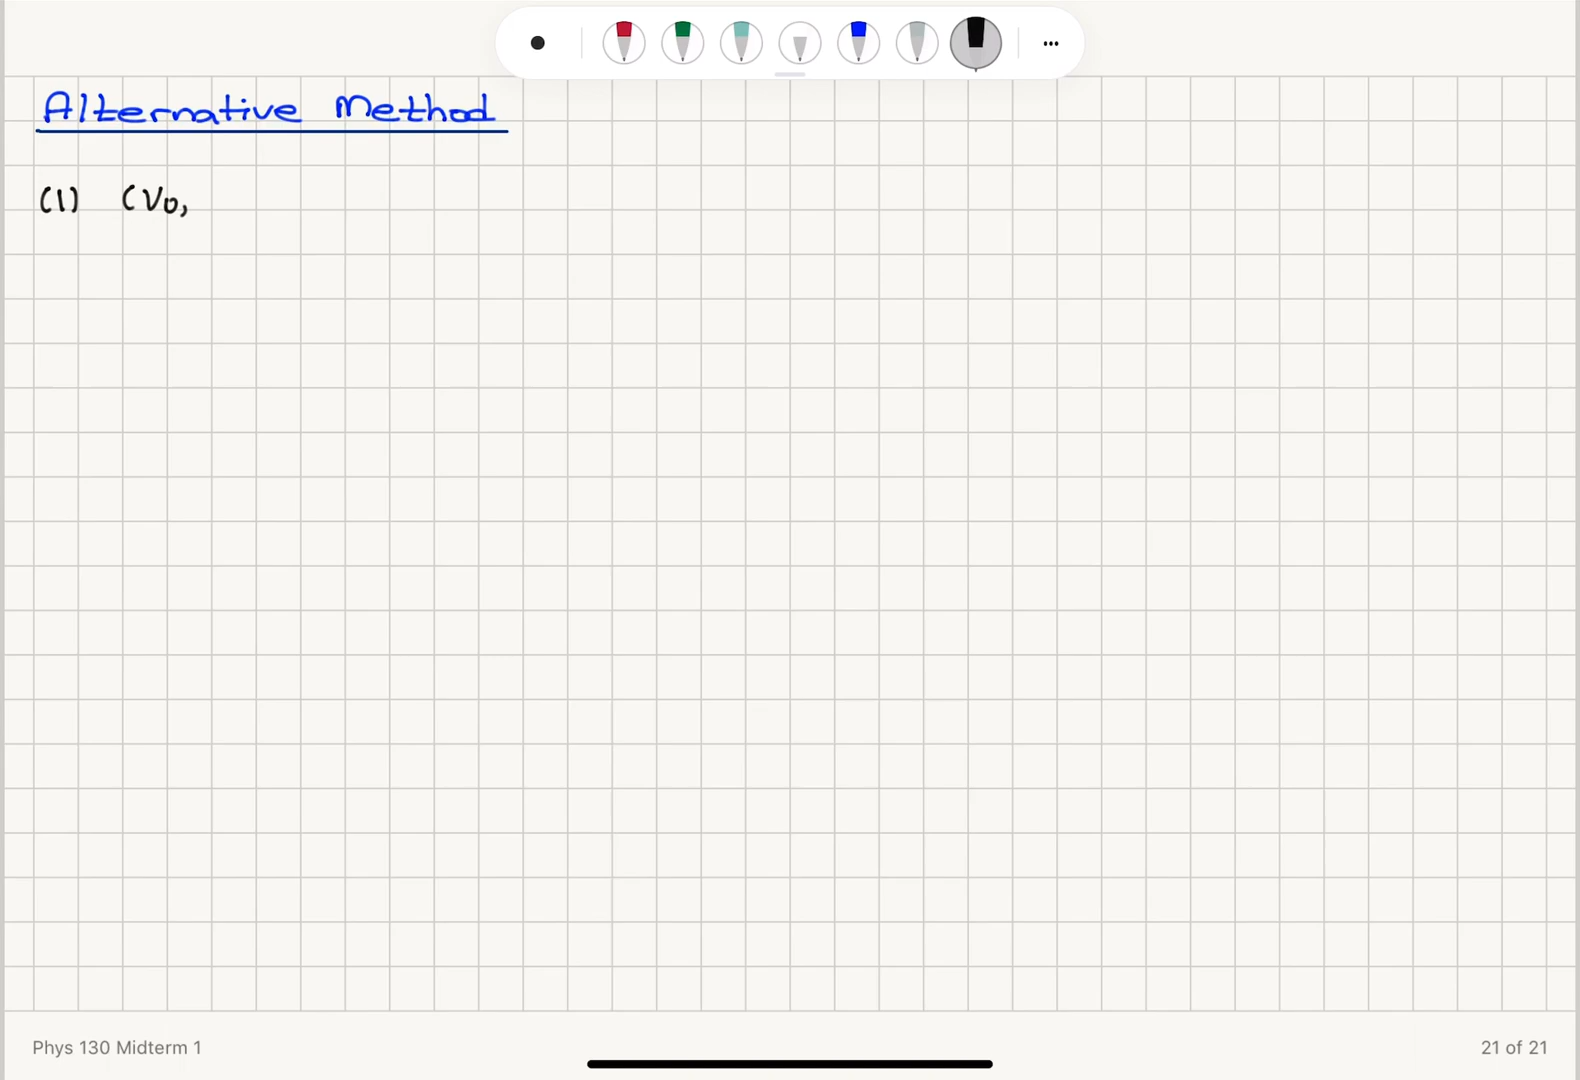 Alternative Method
(1) (V₀,
Phys 130 Midterm 1
21 of 21